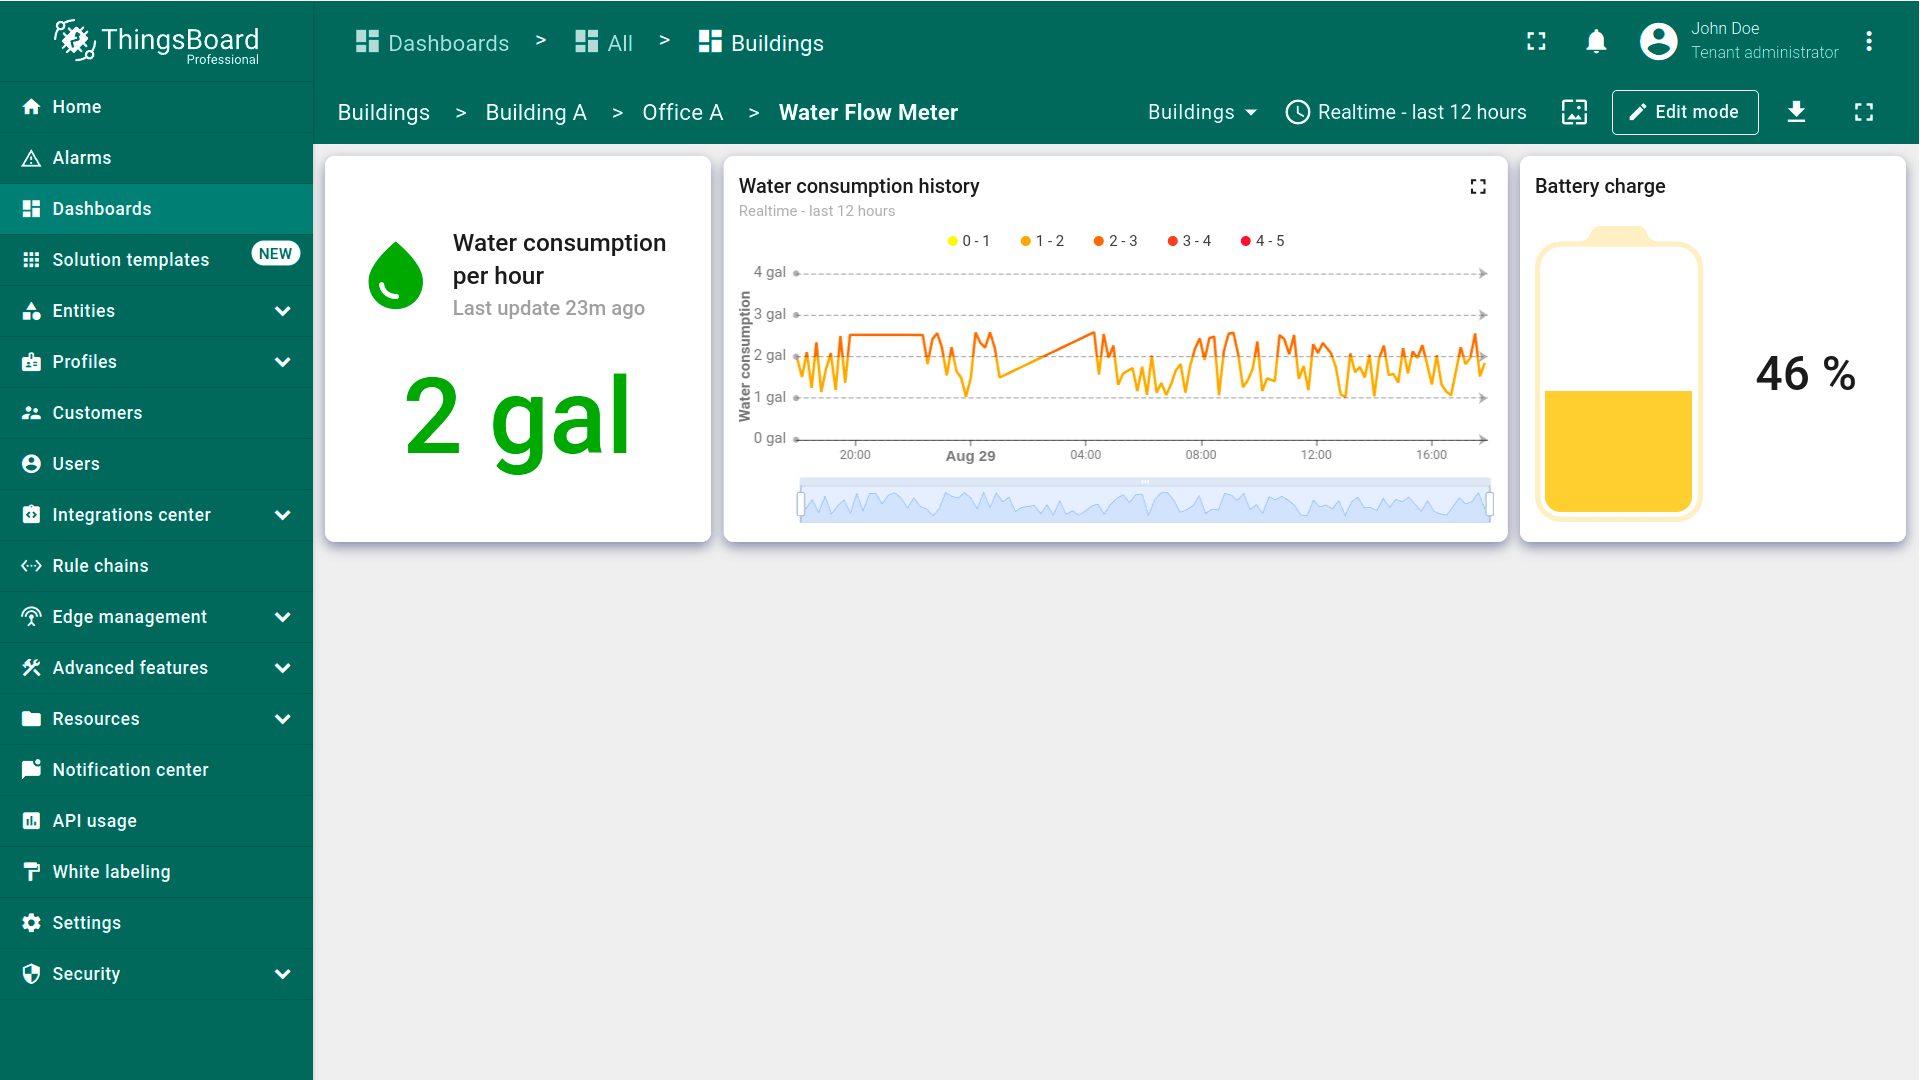 ThingsBoard
Professional
Home
Alarms
Dashboards
Solution templates NEW
Entities
Profiles
Customers
Users
Integrations center
Rule chains
Edge management
Advanced features
Resources
Notification center
API usage
White labeling
Settings
Security
Dashboards > All > Buildings
John Doe
Tenant administrator
Buildings > Building A > Office A > Water Flow Meter
Buildings
Realtime - last 12 hours
Edit mode
Water consumption
per hour
Last update 23m ago
2 gal
Water consumption history
Realtime - last 12 hours
0 - 1 1 - 2 2 - 3 3 - 4 4 - 5
Water consumption
4 gal
3 gal
2 gal
1 gal
0 gal
20:00 Aug 29 04:00 08:00 12:00 16:00
Battery charge
46 %